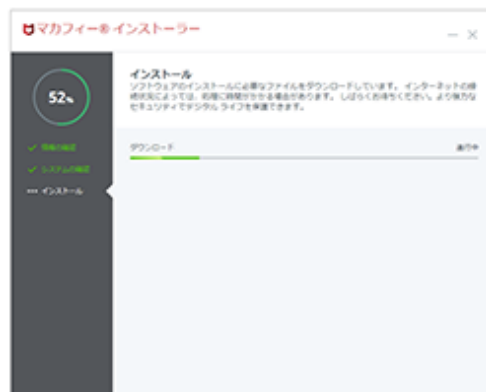 マカフィー® インストーラー
52%
インストール
ソフトウェアのインストールに必要なファイルをダウンロードしています。 インターネットの接
続状況によっては、処理に時間がかかる場合があります。 しばらくお待ちください。より強力な
セキュリティでデジタル ライフを保護できます。
情報の確認
システムの確認
インストール
ダウンロード
進行中